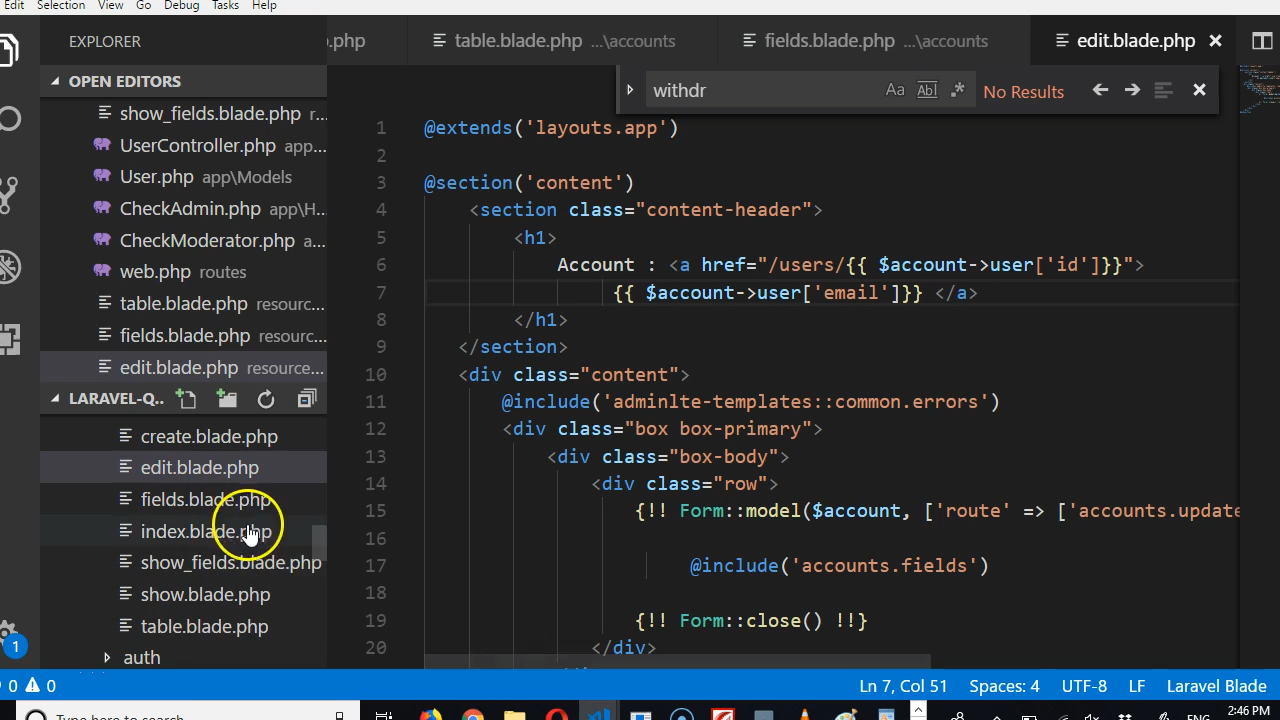 Edit Selection View Go Debug Tasks Help
EXPLORER
.php table.blade.php ...\accounts fields.blade.php ...\accounts edit.blade.php
OPEN EDITORS
withdr Aa Abl No Results
show_fields.blade.php r...
UserController.php app...
User.php app\Models
CheckAdmin.php app\H...
CheckModerator.php a...
web.php routes
table.blade.php resourc...
fields.blade.php resourc...
edit.blade.php resource...
LARAVEL-Q..
create.blade.php
edit.blade.php
fields.blade.php
index.blade.php
show_fields.blade.php
show.blade.php
table.blade.php
auth
1 @extends('layouts.app')
2
3 @section('content')
4 <section class="content-header">
5 <h1>
6 Account : <a href="/users/{{ $account->user['id']}}">
7 {{ $account->user['email']}} </a>
8 </h1>
9 </section>
10 <div class="content">
11 @include('adminlte-templates::common.errors')
12 <div class="box box-primary">
13 <div class="box-body">
14 <div class="row">
15 {!! Form::model($account, ['route' => ['accounts.update
16
17 @include('accounts.fields')
18
19 {!! Form::close() !!}
20 </div>
1
0 0 Ln 7, Col 51 Spaces: 4 UTF-8 LF Laravel Blade
Type here to search ENG 2:46 PM